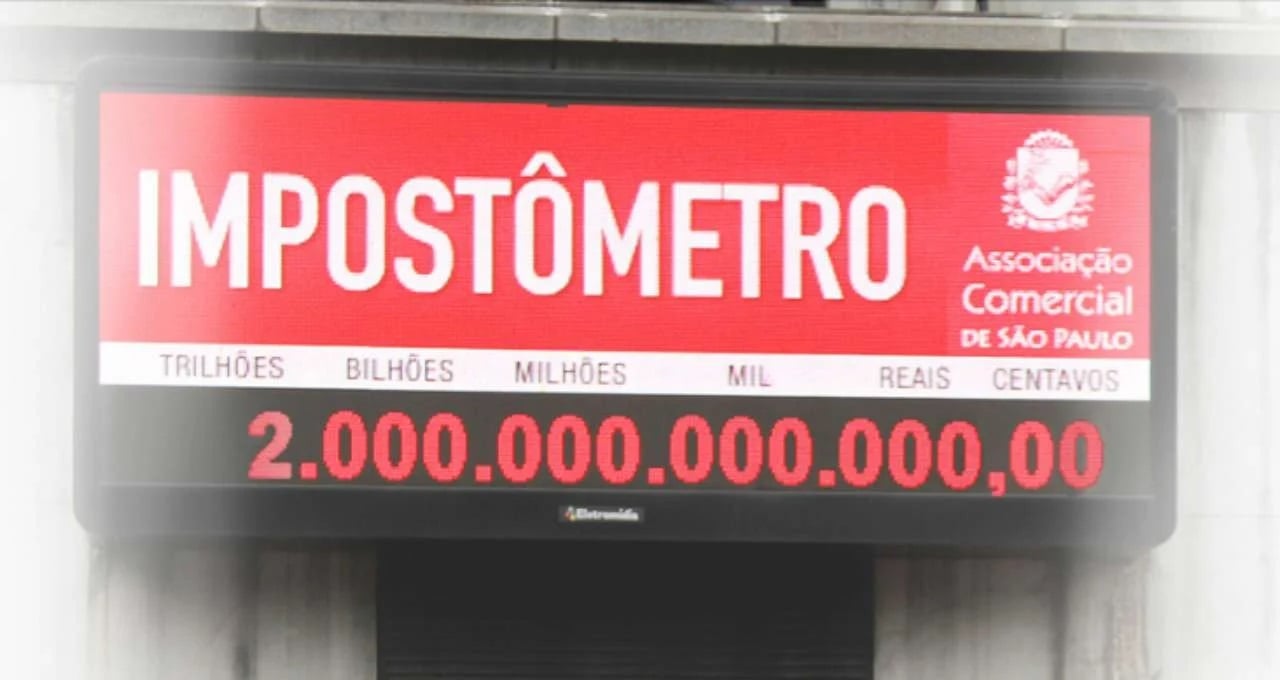 IMPOSTÔMETRO
Associação
Comercial
DE SÃO PAULO
TRILHÕES BILHÕES MILHÕES MIL REAIS CENTAVOS
2.000.000.000.000,00
Eletromidia